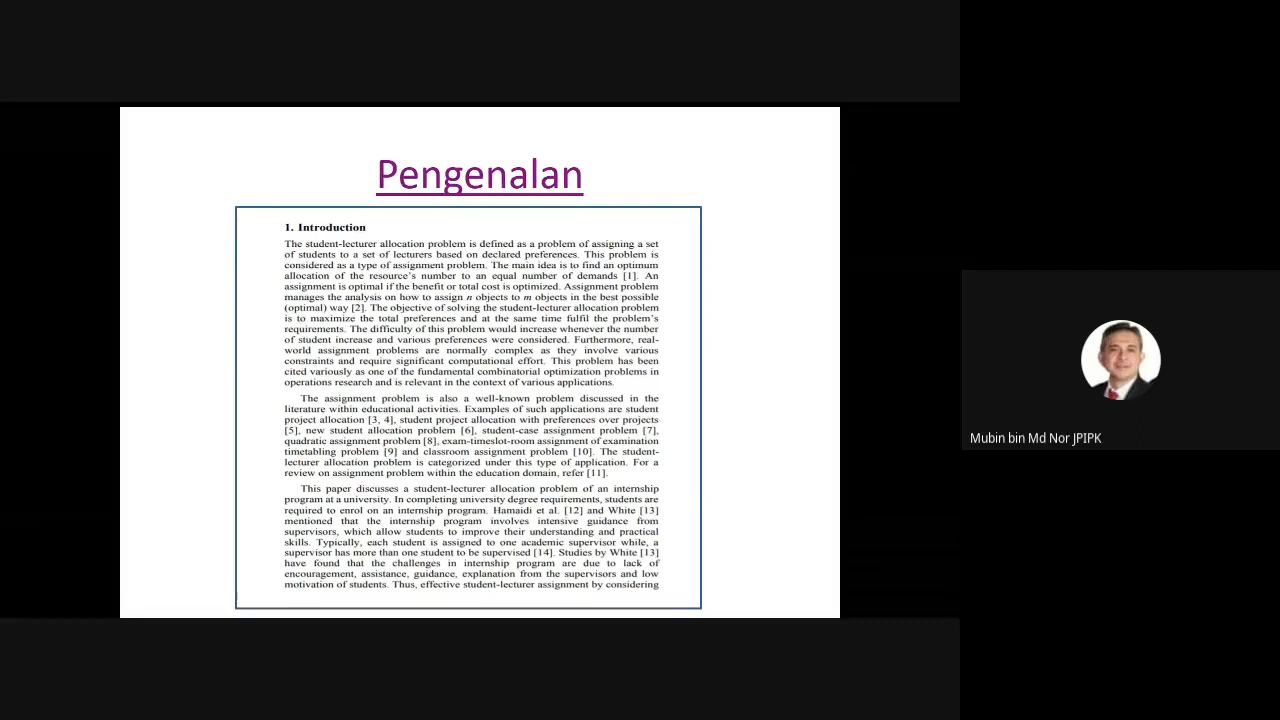 Pengenalan
1. Introduction
The student-lecturer allocation problem is defined as a problem of assigning a set
of students to a set of lecturers based on declared preferences. This problem is
considered as a type of assignment problem. The main idea is to find an optimum
allocation of the resource's number to an equal number of demands [1]. An
assignment is optimal if the benefit or total cost is optimized. Assignment problem
manages the analysis on how to assign n objects to m objects in the best possible
(optimal) way [2]. The objective of solving the student-lecturer allocation problem
is to maximize the total preferences and at the same time fulfil the problem's
requirements. The difficulty of this problem would increase whenever the number
of student increase and various preferences were considered. Furthermore, real-
world assignment problems are normally complex as they involve various
constraints and require significant computational effort. This problem has been
cited variously as one of the fundamental combinatorial optimization problems in
operations research and is relevant in the context of various applications.
The assignment problem is also a well-known problem discussed in the
literature within educational activities. Examples of such applications are student
project allocation [3, 4], student project allocation with preferences over projects
[5], new student allocation problem [6], student-case assignment problem [7],
quadratic assignment problem [8], exam-timeslot-room assignment of examination
timetabling problem [9] and classroom assignment problem [10]. The student-
lecturer allocation problem is categorized under this type of application. For a
review on assignment problem within the education domain, refer [11].
This paper discusses a student-lecturer allocation problem of an internship
program at a university. In completing university degree requirements, students are
required to enrol on an internship program. Hamaidi et al. [12] and White [13]
mentioned that the internship program involves intensive guidance from
supervisors, which allow students to improve their understanding and practical
skills. Typically, each student is assigned to one academic supervisor while, a
supervisor has more than one student to be supervised [14]. Studies by White [13]
have found that the challenges in internship program are due to lack of
encouragement, assistance, guidance, explanation from the supervisors and low
motivation of students. Thus, effective student-lecturer assignment by considering
Mubin bin Md Nor JPIPK